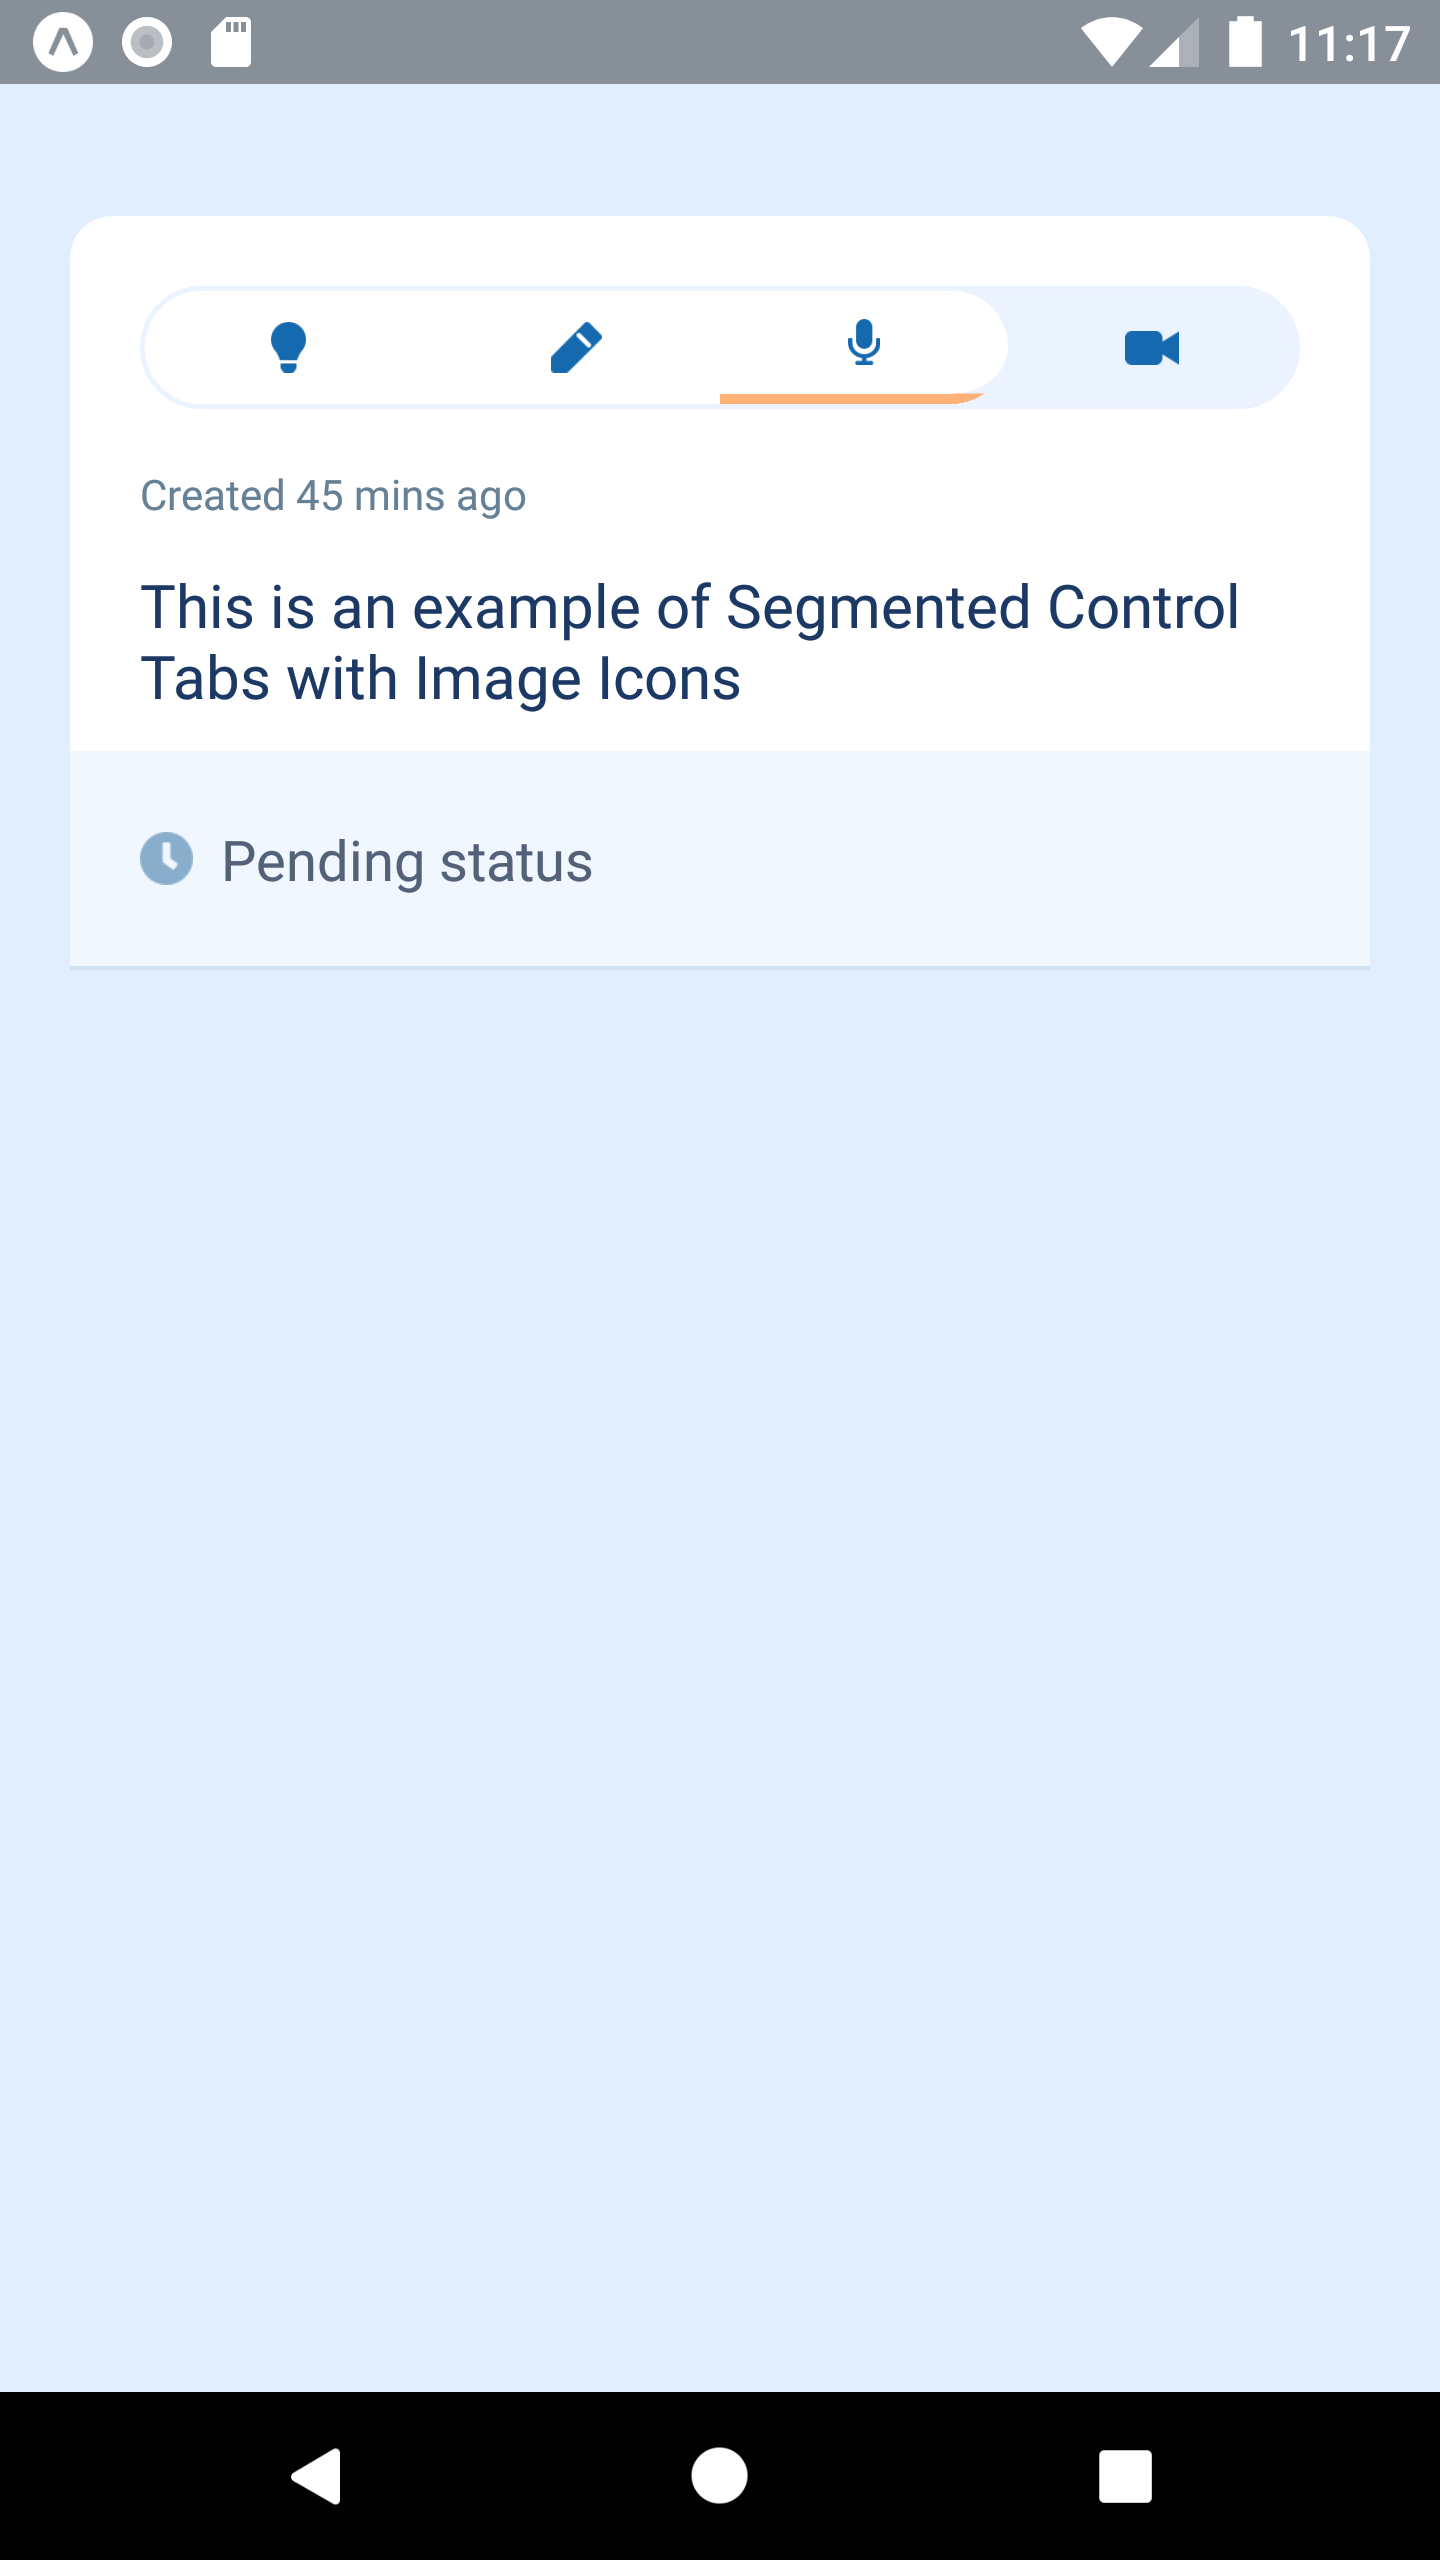 11:17
Created 45 mins ago
This is an example of Segmented Control
Tabs with Image Icons
Pending status